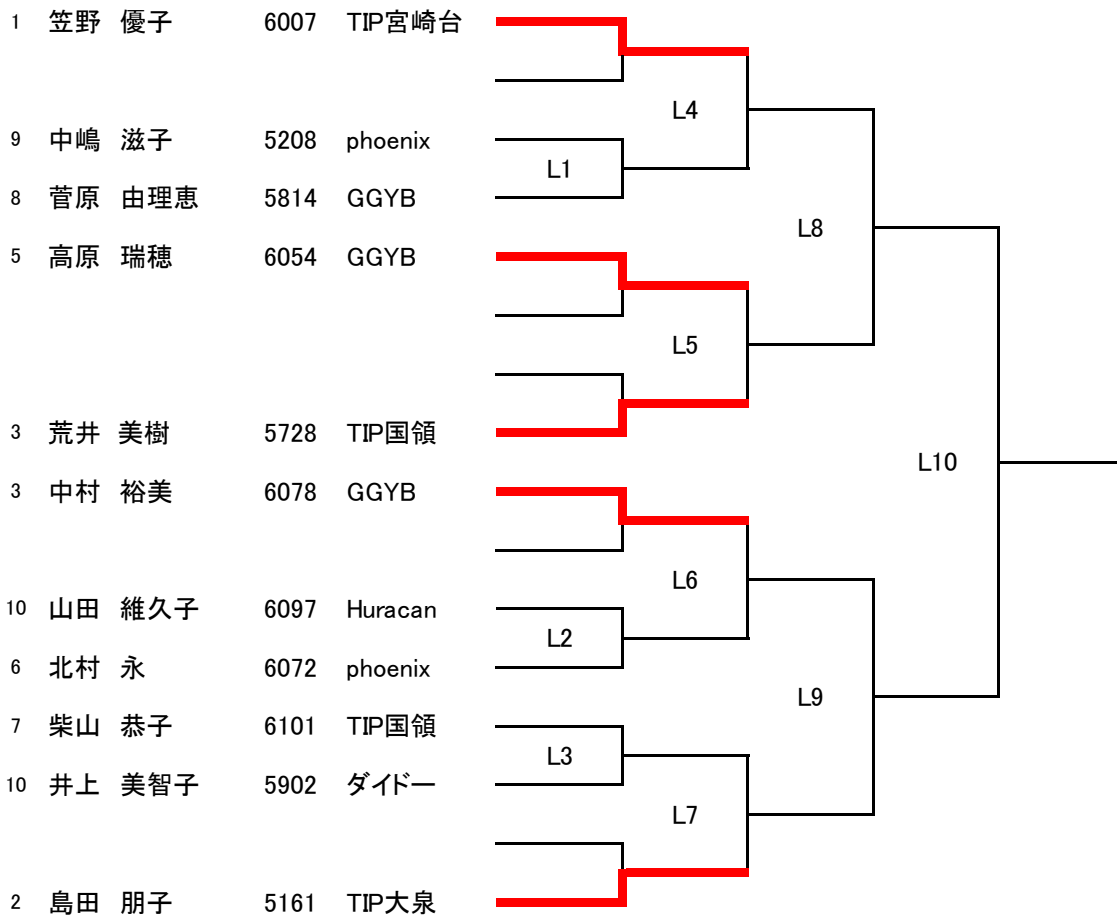 1 笠野 優子 6007 TIP宮崎台
L4
9 中嶋 滋子 5208 phoenix
L1
8 菅原 由理恵 5814 GGYB
L8
5 高原 瑞穂 6054 GGYB
L5
3 荒井 美樹 5728 TIP国領
L10
3 中村 裕美 6078 GGYB
L6
10 山田 維久子 6097 Huracan
L2
6 北村 永 6072 phoenix
L9
7 柴山 恭子 6101 TIP国領
L3
10 井上 美智子 5902 ダイドー
L7
2 島田 朋子 5161 TIP大泉